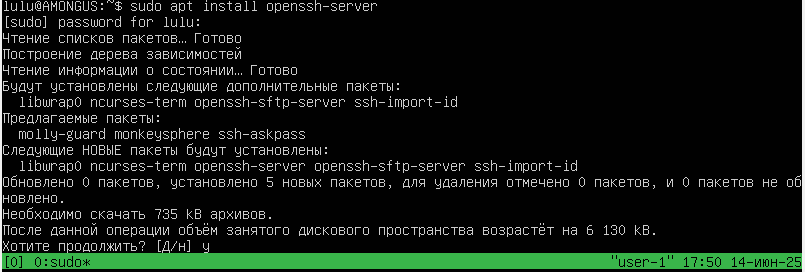 lulu@AMONGUS:~$ sudo apt install openssh-server
[sudo] password for lulu:
Чтение списков пакетов… Готово
Построение дерева зависимостей
Чтение информации о состоянии… Готово
Будут установлены следующие дополнительные пакеты:
  libwrap0 ncurses-term openssh-sftp-server ssh-import-id
Предлагаемые пакеты:
  molly-guard monkeysphere ssh-askpass
Следующие НОВЫЕ пакеты будут установлены:
  libwrap0 ncurses-term openssh-server openssh-sftp-server ssh-import-id
Обновлено 0 пакетов, установлено 5 новых пакетов, для удаления отмечено 0 пакетов, и 0 пакетов не об
новлено.
Необходимо скачать 735 kB архивов.
После данной операции объём занятого дискового пространства возрастёт на 6 130 kB.
Хотите продолжить? [Д/н] y
[0] 0:sudo* "user-1" 17:50 14-июн-25